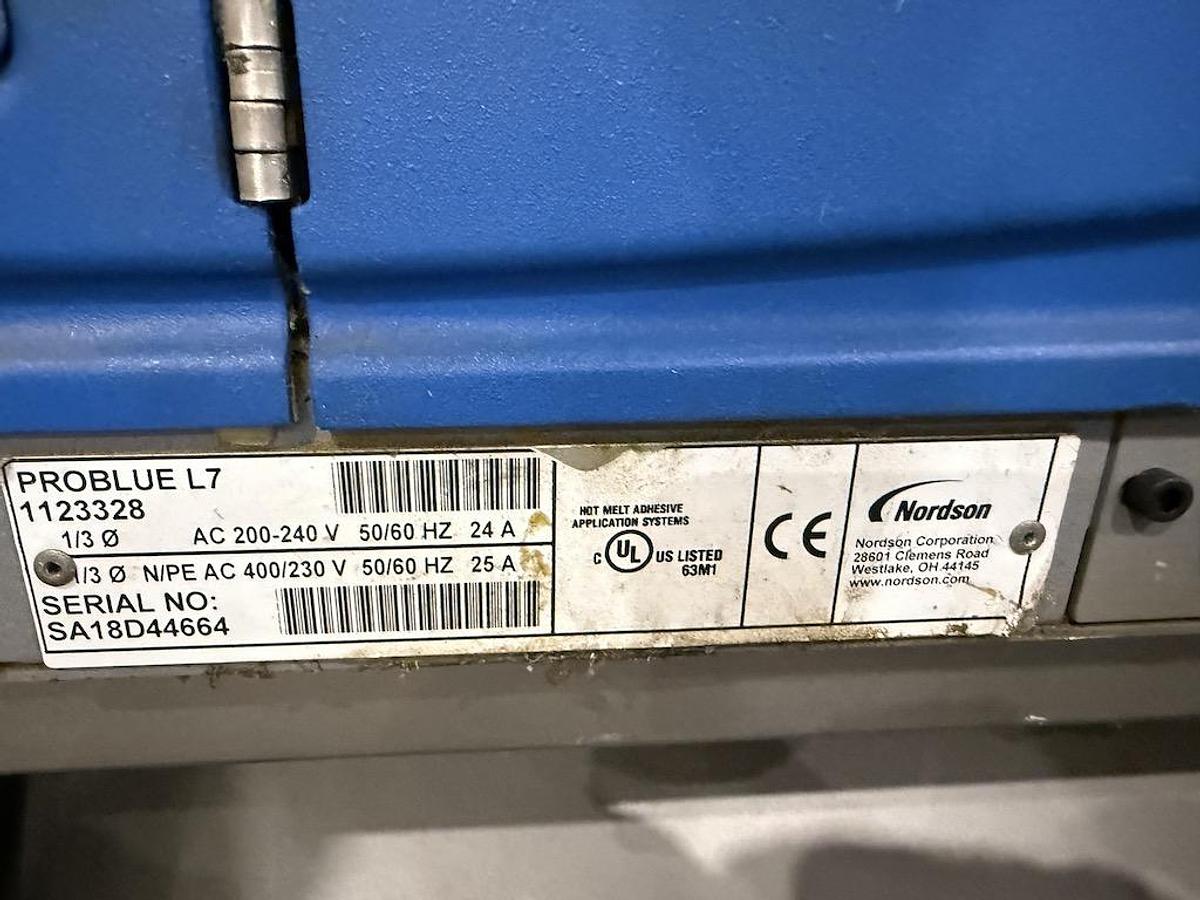 PROBLUE L7
1123328
1/3 Ø AC 200-240 V 50/60 HZ 24 A
1/3 Ø N/PE AC 400/230 V 50/60 HZ 25 A
SERIAL NO:
SA18D44664
HOT MELT ADHESIVE
APPLICATION SYSTEMS
C UL US LISTED
63M1
CE
Nordson
Nordson Corporation
28601 Clemens Road
Westlake, OH 44145
www.nordson.com